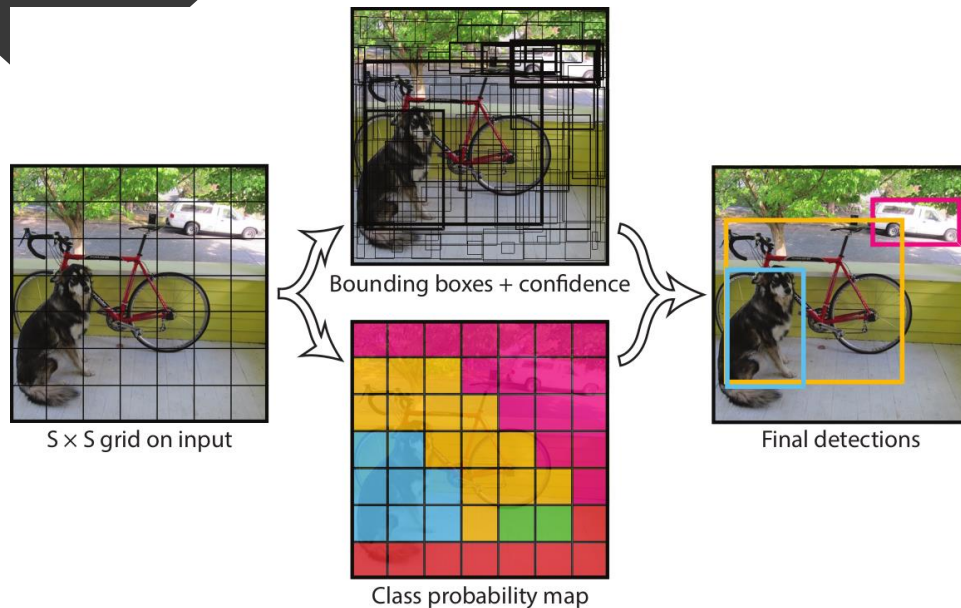 Bounding boxes + confidence
S × S grid on input
Final detections
Class probability map